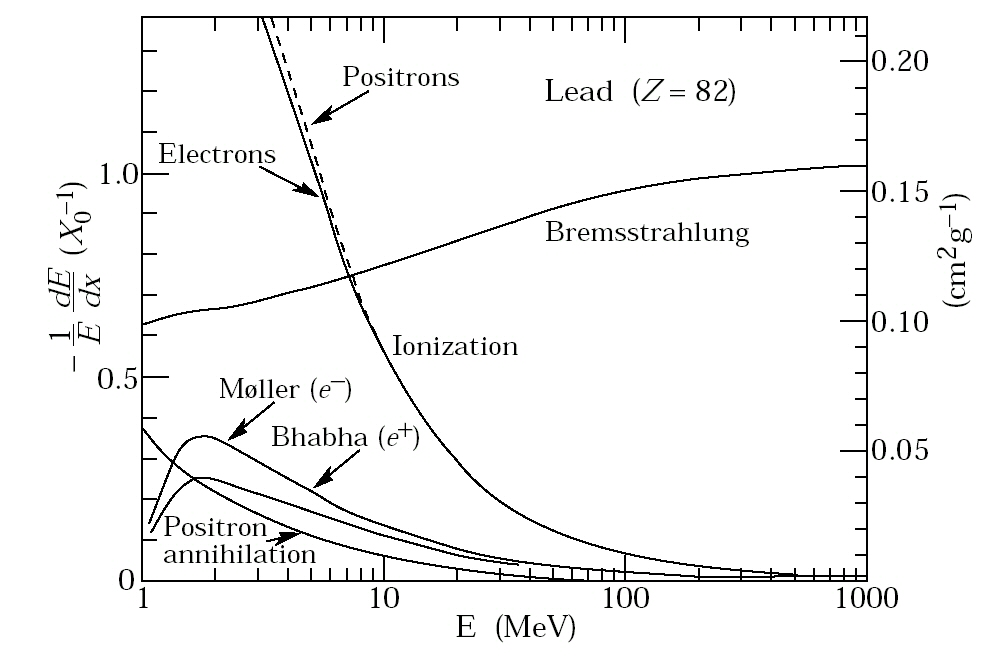 Positrons
Lead (Z = 82)
0.20
Electrons
1.0
0.15
Bremsstrahlung
− 1/E dE/dx (X₀⁻¹)
(cm²g⁻¹)
0.10
Ionization
0.5
Møller (e⁻)
Bhabha (e⁺)
0.05
Positron
annihilation
0
1 10 100 1000
E (MeV)